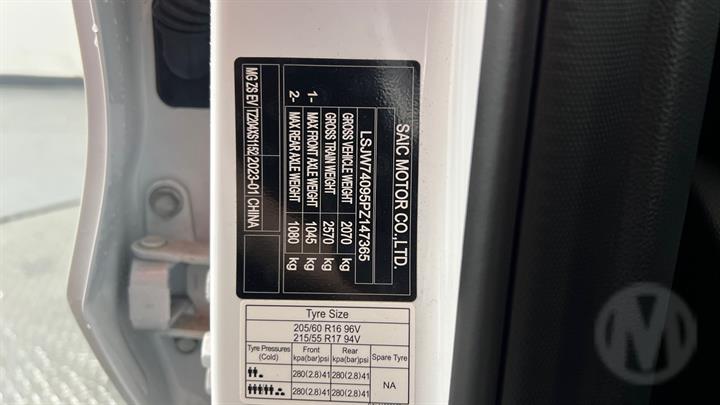 SAIC MOTOR CO.,LTD.
LSJW74095PZ147365
GROSS VEHICLE WEIGHT 2070 kg
GROSS TRAIN WEIGHT 2570 kg
1- MAX FRONT AXLE WEIGHT 1045 kg
2- MAX REAR AXLE WEIGHT 1080 kg
MG ZS EV TZ204XS1152 2023-01 CHINA
Tyre Size
205/60 R16 96V
215/55 R17 94V
Tyre Pressures (Cold) Front kpa(bar)psi Rear kpa(bar)psi Spare Tyre
280(2.8)41 280(2.8)41 NA
280(2.8)41 280(2.8)41